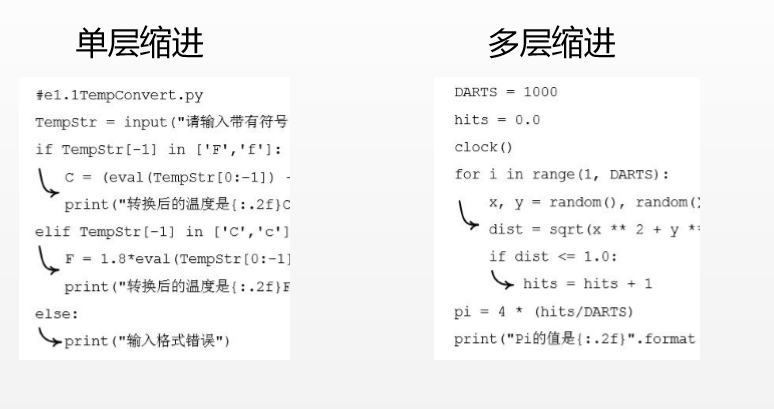 单层缩进
#e1.1TempConvert.py
TempStr = input("请输入带有符号
if TempStr[-1] in ['F','f']:
C = (eval(TempStr[0:-1]) -
print("转换后的温度是{:.2f}C
elif TempStr[-1] in ['C','c']
F = 1.8*eval(TempStr[0:-1]
print("转换后的温度是{:.2f}F
else:
print("输入格式错误")
多层缩进
DARTS = 1000
hits = 0.0
clock()
for i in range(1, DARTS):
x, y = random(), random()
dist = sqrt(x ** 2 + y **
if dist <= 1.0:
hits = hits + 1
pi = 4 * (hits/DARTS)
print("Pi的值是{:.2f}".format